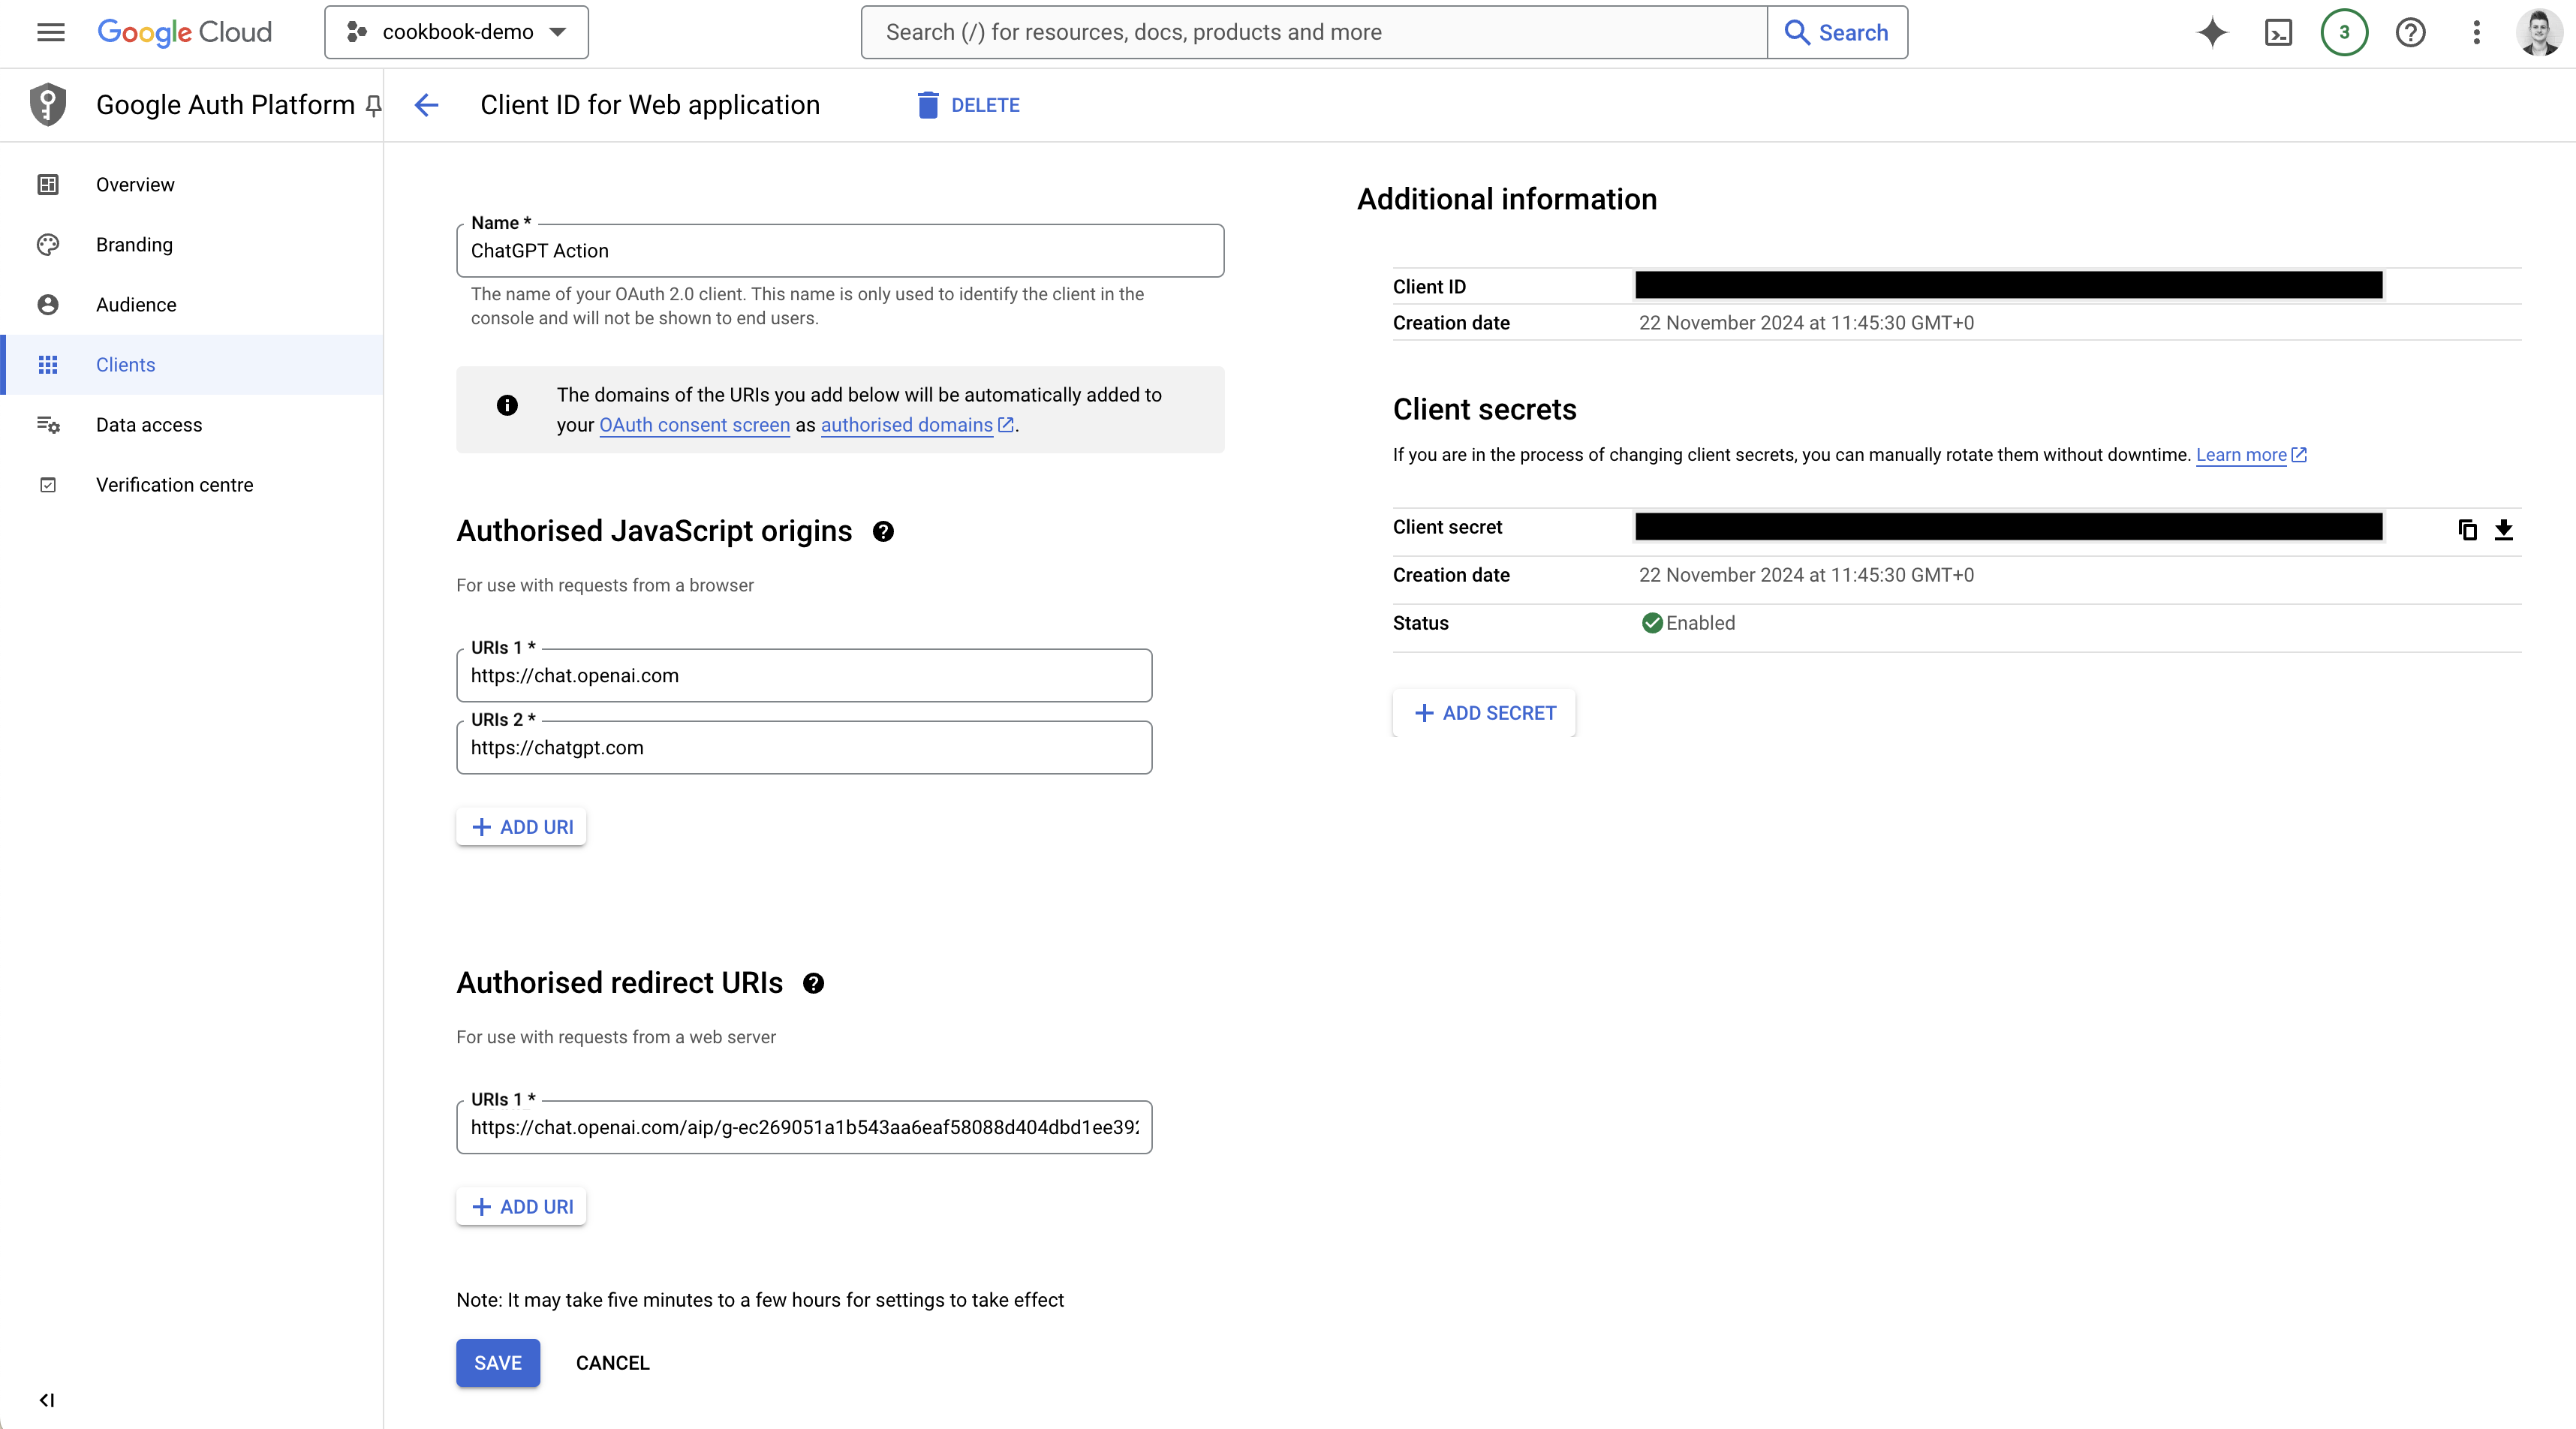 Google Cloud
cookbook-demo
Search (/) for resources, docs, products and more
Search
3
Google Auth Platform
Client ID for Web application
DELETE
Overview
Branding
Audience
Clients
Data access
Verification centre
Name *
ChatGPT Action
The name of your OAuth 2.0 client. This name is only used to identify the client in the
console and will not be shown to end users.
The domains of the URIs you add below will be automatically added to
your OAuth consent screen as authorised domains.
Authorised JavaScript origins
For use with requests from a browser
URIs 1 *
https://chat.openai.com
URIs 2 *
https://chatgpt.com
ADD URI
Authorised redirect URIs
For use with requests from a web server
URIs 1 *
https://chat.openai.com/aip/g-ec269051a1b543aa6eaf58088d404dbd1ee392
ADD URI
Note: It may take five minutes to a few hours for settings to take effect
SAVE
CANCEL
Additional information
Client ID
Creation date
22 November 2024 at 11:45:30 GMT+0
Client secrets
If you are in the process of changing client secrets, you can manually rotate them without downtime. Learn more
Client secret
Creation date
22 November 2024 at 11:45:30 GMT+0
Status
Enabled
ADD SECRET